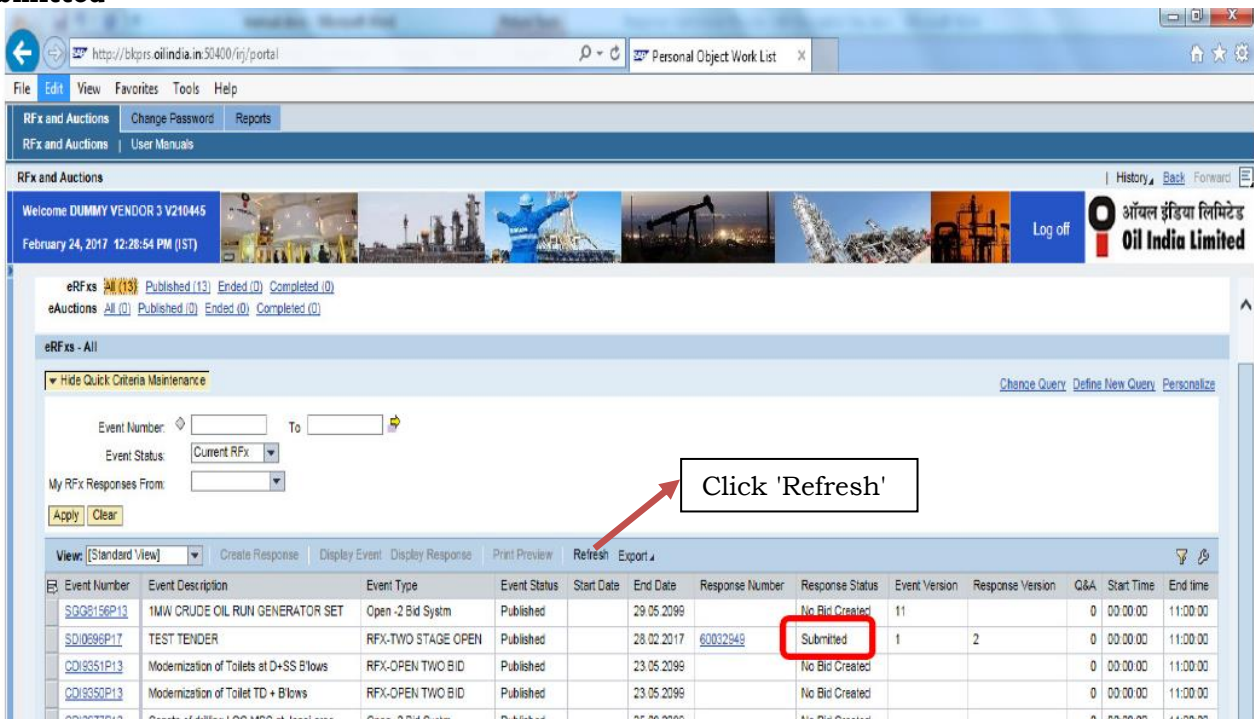 http://bkprs.oilindia.in:50400/irj/portal
Personal Object Work List
File Edit View Favorites Tools Help
RFx and Auctions Change Password Reports
RFx and Auctions | User Manuals
RFx and Auctions | History Back Forward
Welcome DUMMY VENDOR 3 V210445
February 24, 2017 12:28:54 PM (IST)
Log off
ऑयल इंडिया लिमिटेड
Oil India Limited
eRFxs All (13) Published (13) Ended (0) Completed (0)
eAuctions All (0) Published (0) Ended (0) Completed (0)
eRFxs - All
Hide Quick Criteria Maintenance Change Query Define New Query Personalize
Event Number: To
Event Status: Current RFx
My RFx Responses From:
Click 'Refresh'
Apply Clear
View: [Standard View] Create Response Display Event Display Response Print Preview Refresh Export
Event Number Event Description Event Type Event Status Start Date End Date Response Number Response Status Event Version Response Version Q&A Start Time End time
SGG8156P13 1MW CRUDE OIL RUN GENERATOR SET Open -2 Bid Systm Published 29.05.2099 No Bid Created 11 0 00:00:00 11:00:00
SDI0696P17 TEST TENDER RFX-TWO STAGE OPEN Published 28.02.2017 60032949 Submitted 1 2 0 00:00:00 11:00:00
CDI9351P13 Modernization of Toilets at D+SS B'lows RFX-OPEN TWO BID Published 23.05.2099 No Bid Created 0 00:00:00 11:00:00
CDI9350P13 Modernization of Toilet TD + B'lows RFX-OPEN TWO BID Published 23.05.2099 No Bid Created 0 00:00:00 11:00:00